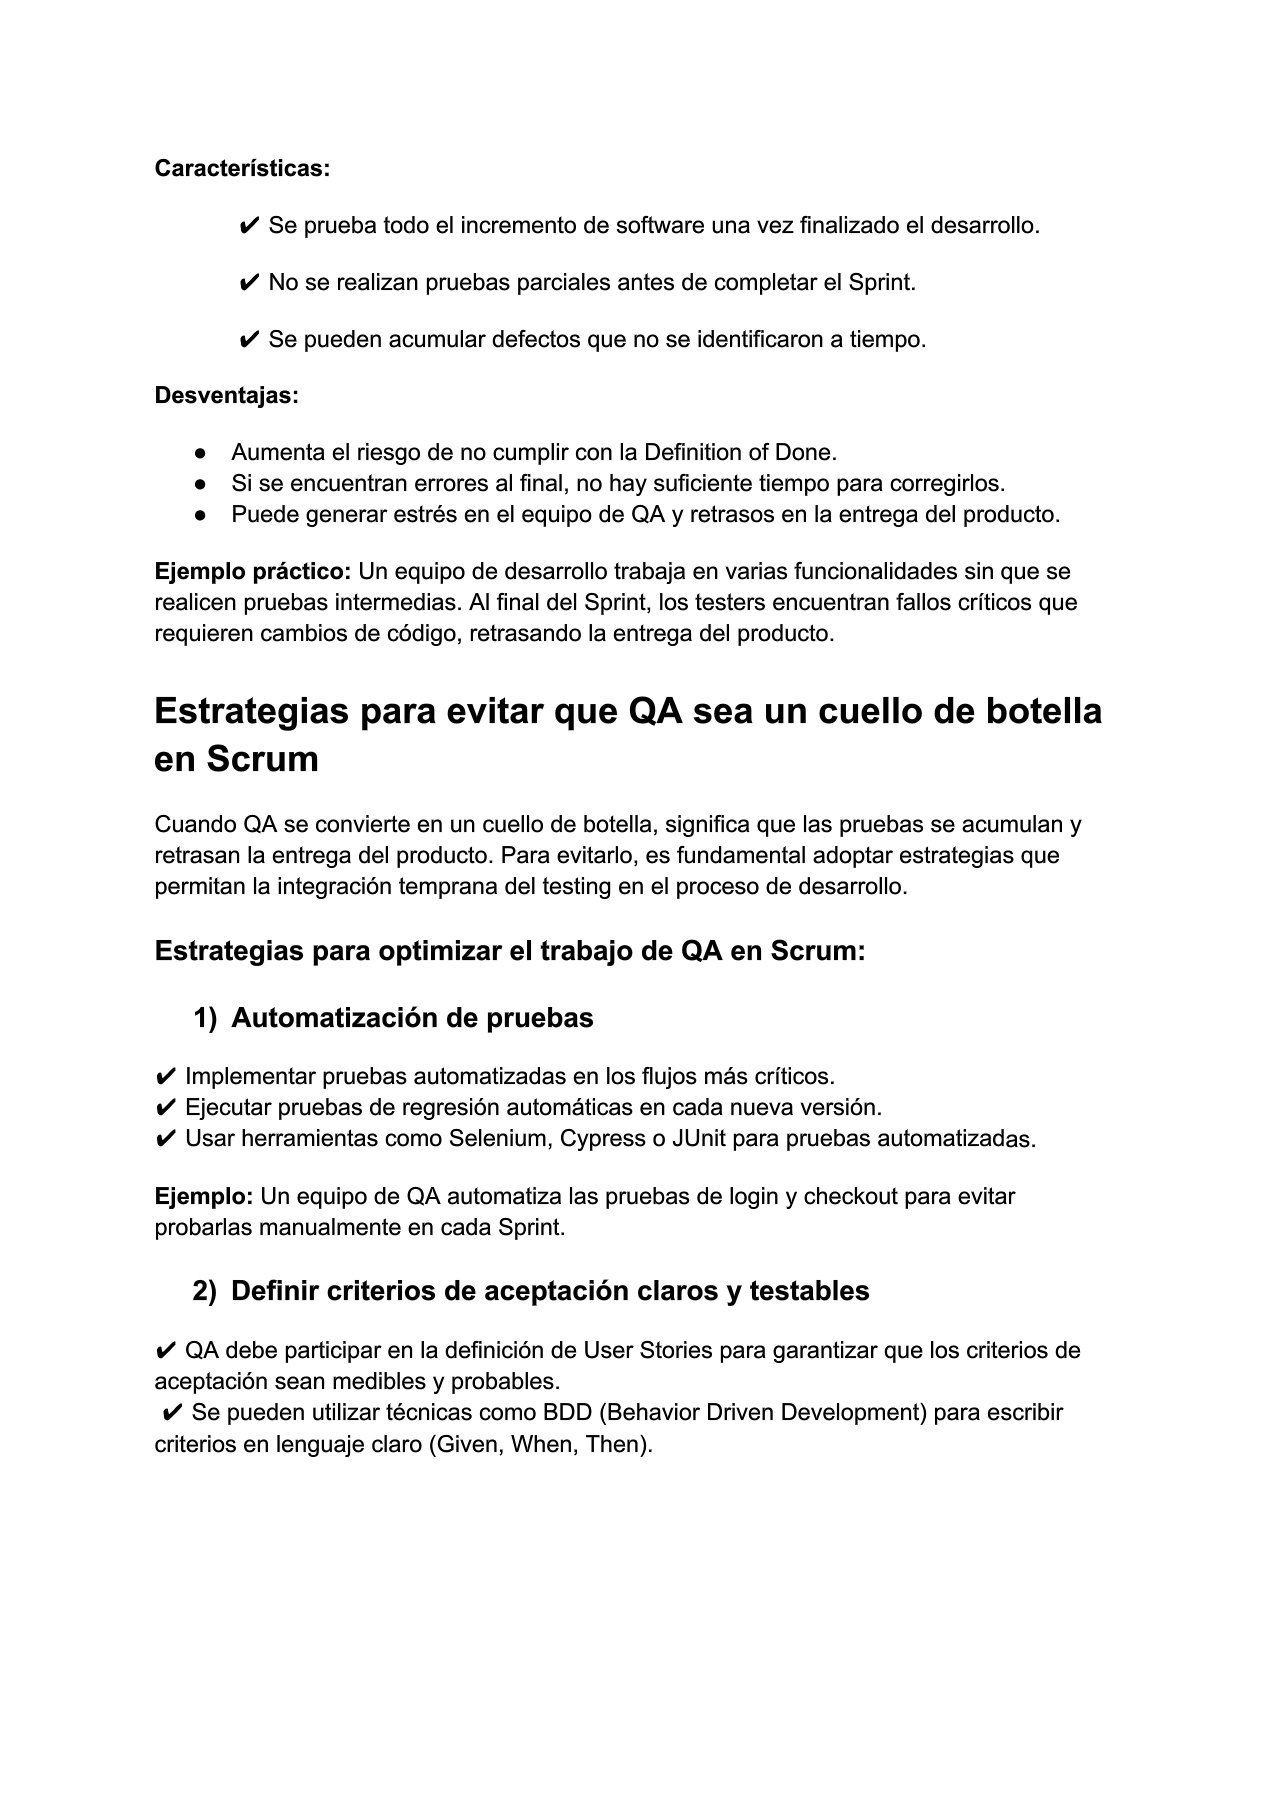 Características:
✔ Se prueba todo el incremento de software una vez finalizado el desarrollo.
✔ No se realizan pruebas parciales antes de completar el Sprint.
✔ Se pueden acumular defectos que no se identificaron a tiempo.
Desventajas:
● Aumenta el riesgo de no cumplir con la Definition of Done.
● Si se encuentran errores al final, no hay suficiente tiempo para corregirlos.
● Puede generar estrés en el equipo de QA y retrasos en la entrega del producto.
Ejemplo práctico: Un equipo de desarrollo trabaja en varias funcionalidades sin que se
realicen pruebas intermedias. Al final del Sprint, los testers encuentran fallos críticos que
requieren cambios de código, retrasando la entrega del producto.
Estrategias para evitar que QA sea un cuello de botella
en Scrum
Cuando QA se convierte en un cuello de botella, significa que las pruebas se acumulan y
retrasan la entrega del producto. Para evitarlo, es fundamental adoptar estrategias que
permitan la integración temprana del testing en el proceso de desarrollo.
Estrategias para optimizar el trabajo de QA en Scrum:
1) Automatización de pruebas
✔ Implementar pruebas automatizadas en los flujos más críticos.
✔ Ejecutar pruebas de regresión automáticas en cada nueva versión.
✔ Usar herramientas como Selenium, Cypress o JUnit para pruebas automatizadas.
Ejemplo: Un equipo de QA automatiza las pruebas de login y checkout para evitar
probarlas manualmente en cada Sprint.
2) Definir criterios de aceptación claros y testables
✔ QA debe participar en la definición de User Stories para garantizar que los criterios de
aceptación sean medibles y probables.
✔ Se pueden utilizar técnicas como BDD (Behavior Driven Development) para escribir
criterios en lenguaje claro (Given, When, Then).